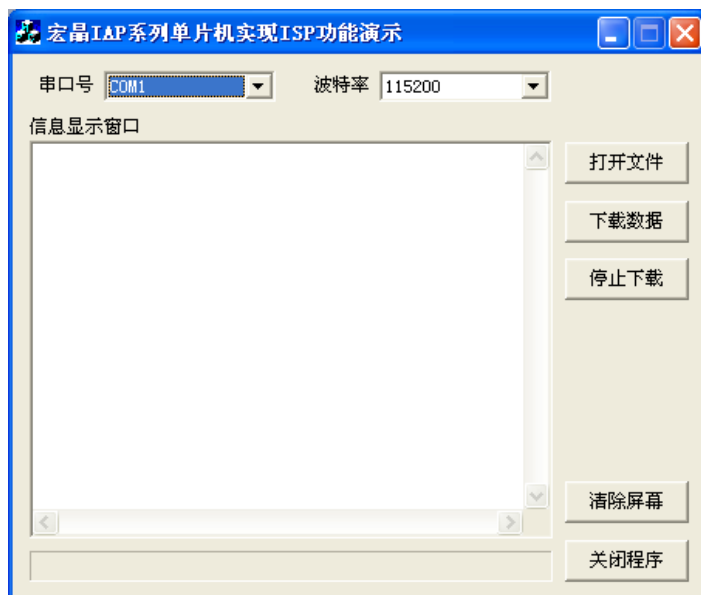 宏晶IAP系列单片机实现ISP功能演示
串口号 COM1 波特率 115200
信息显示窗口
打开文件
下载数据
停止下载
清除屏幕
关闭程序